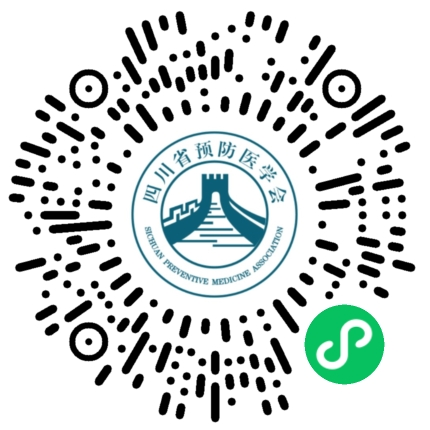 四川省预防医学会
SICHUAN PREVENTIVE MEDICINE ASSOCIATION